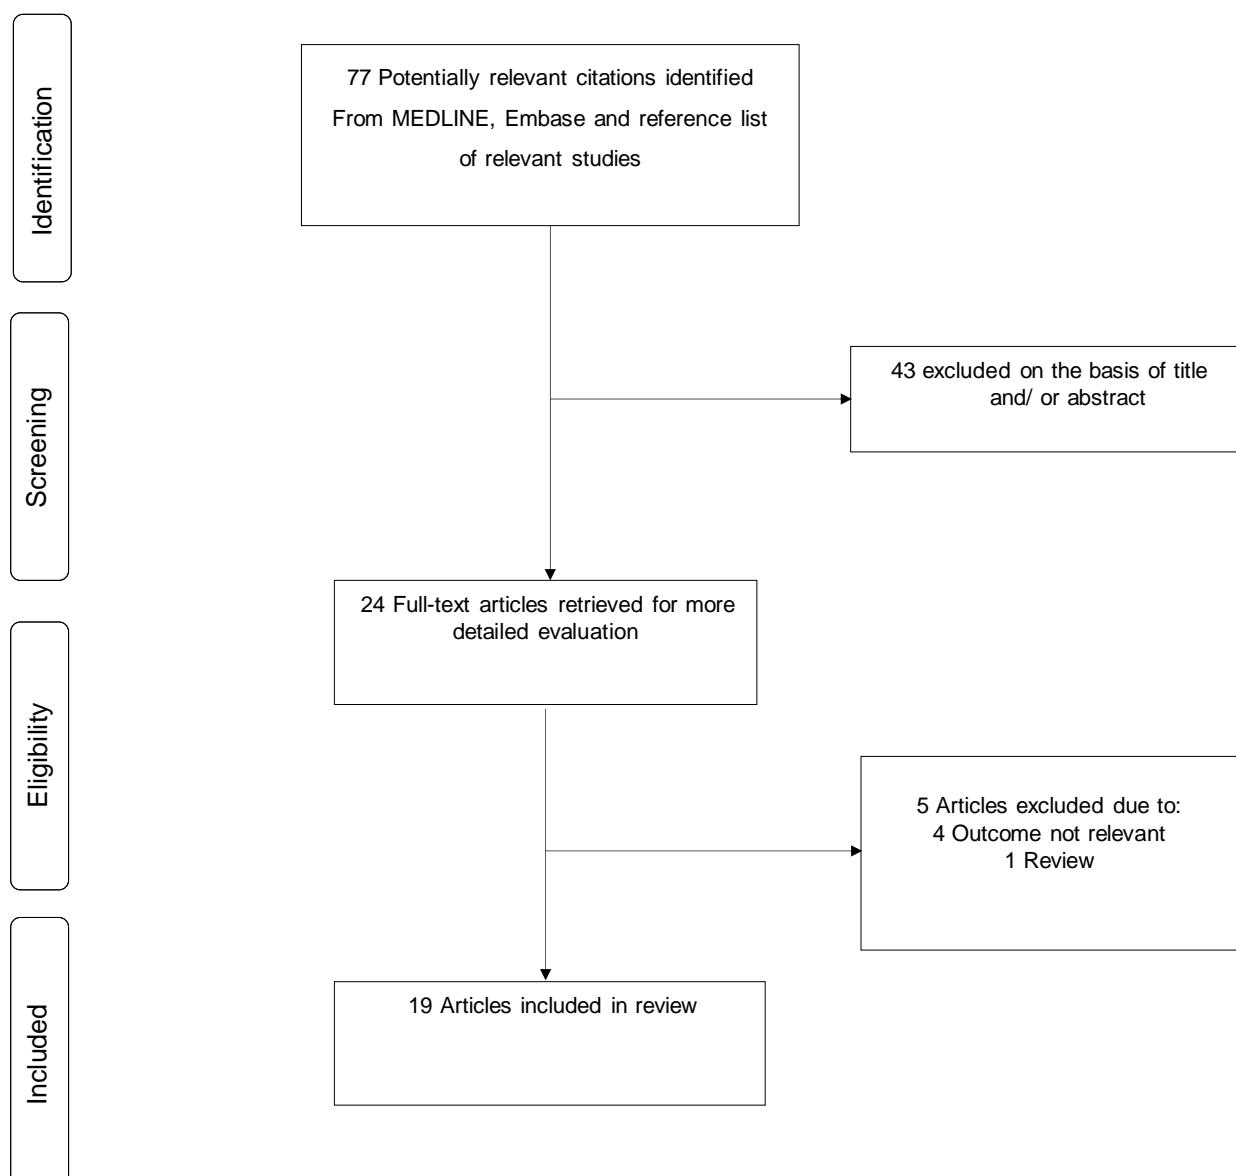 Identification
77 Potentially relevant citations identified
From MEDLINE, Embase and reference list
of relevant studies
Screening
43 excluded on the basis of title
and/ or abstract
24 Full-text articles retrieved for more
detailed evaluation
Eligibility
5 Articles excluded due to:
4 Outcome not relevant
1 Review
Included
19 Articles included in review